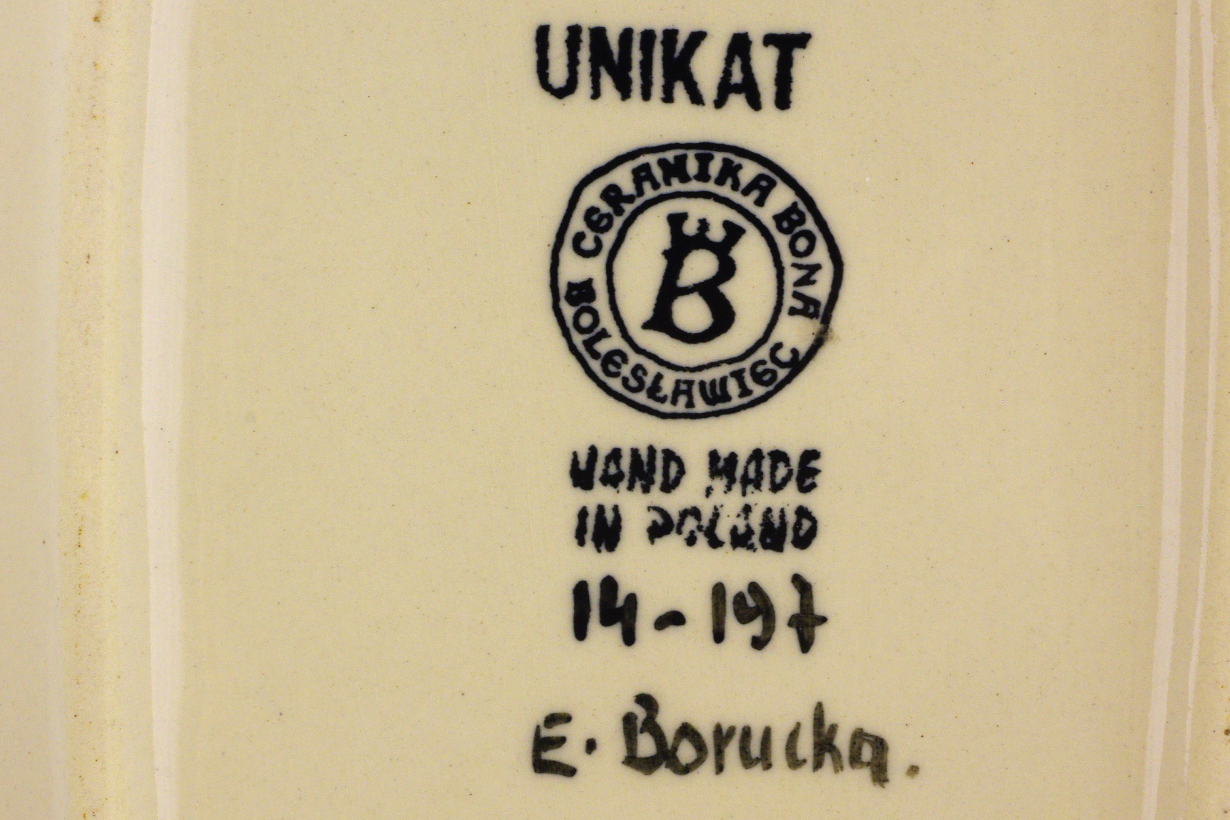 UNIKAT
CERAMIKA BONA
B
BOLESŁAWIEC
HAND MADE
IN POLAND
14-197
E. Borucka.